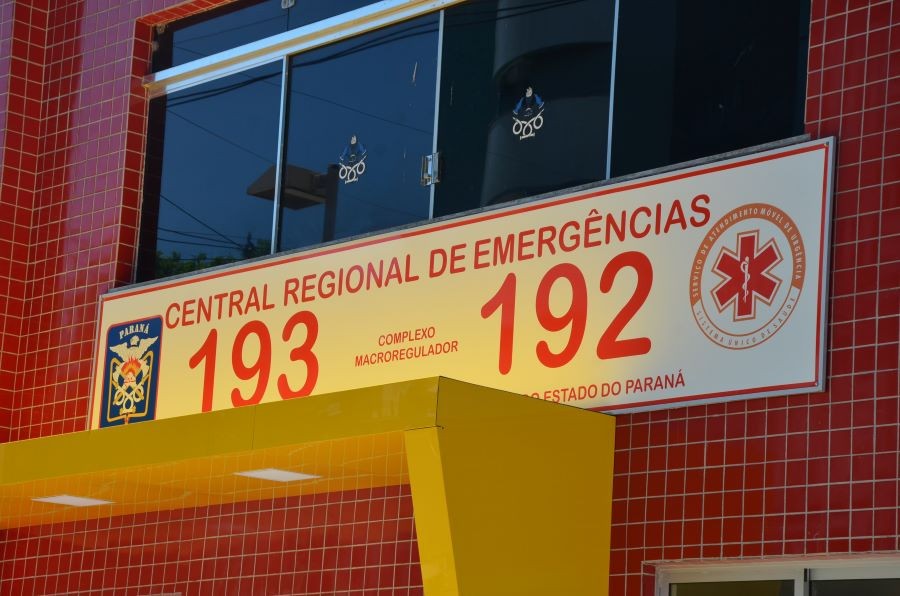 CENTRAL REGIONAL DE EMERGÊNCIAS
PARANÁ
193
COMPLEXO
MACROREGULADOR
192
ESTADO DO PARANÁ
SERVIÇO DE ATENDIMENTO MÓVEL DE URGÊNCIA
SISTEMA ÚNICO DE SAÚDE